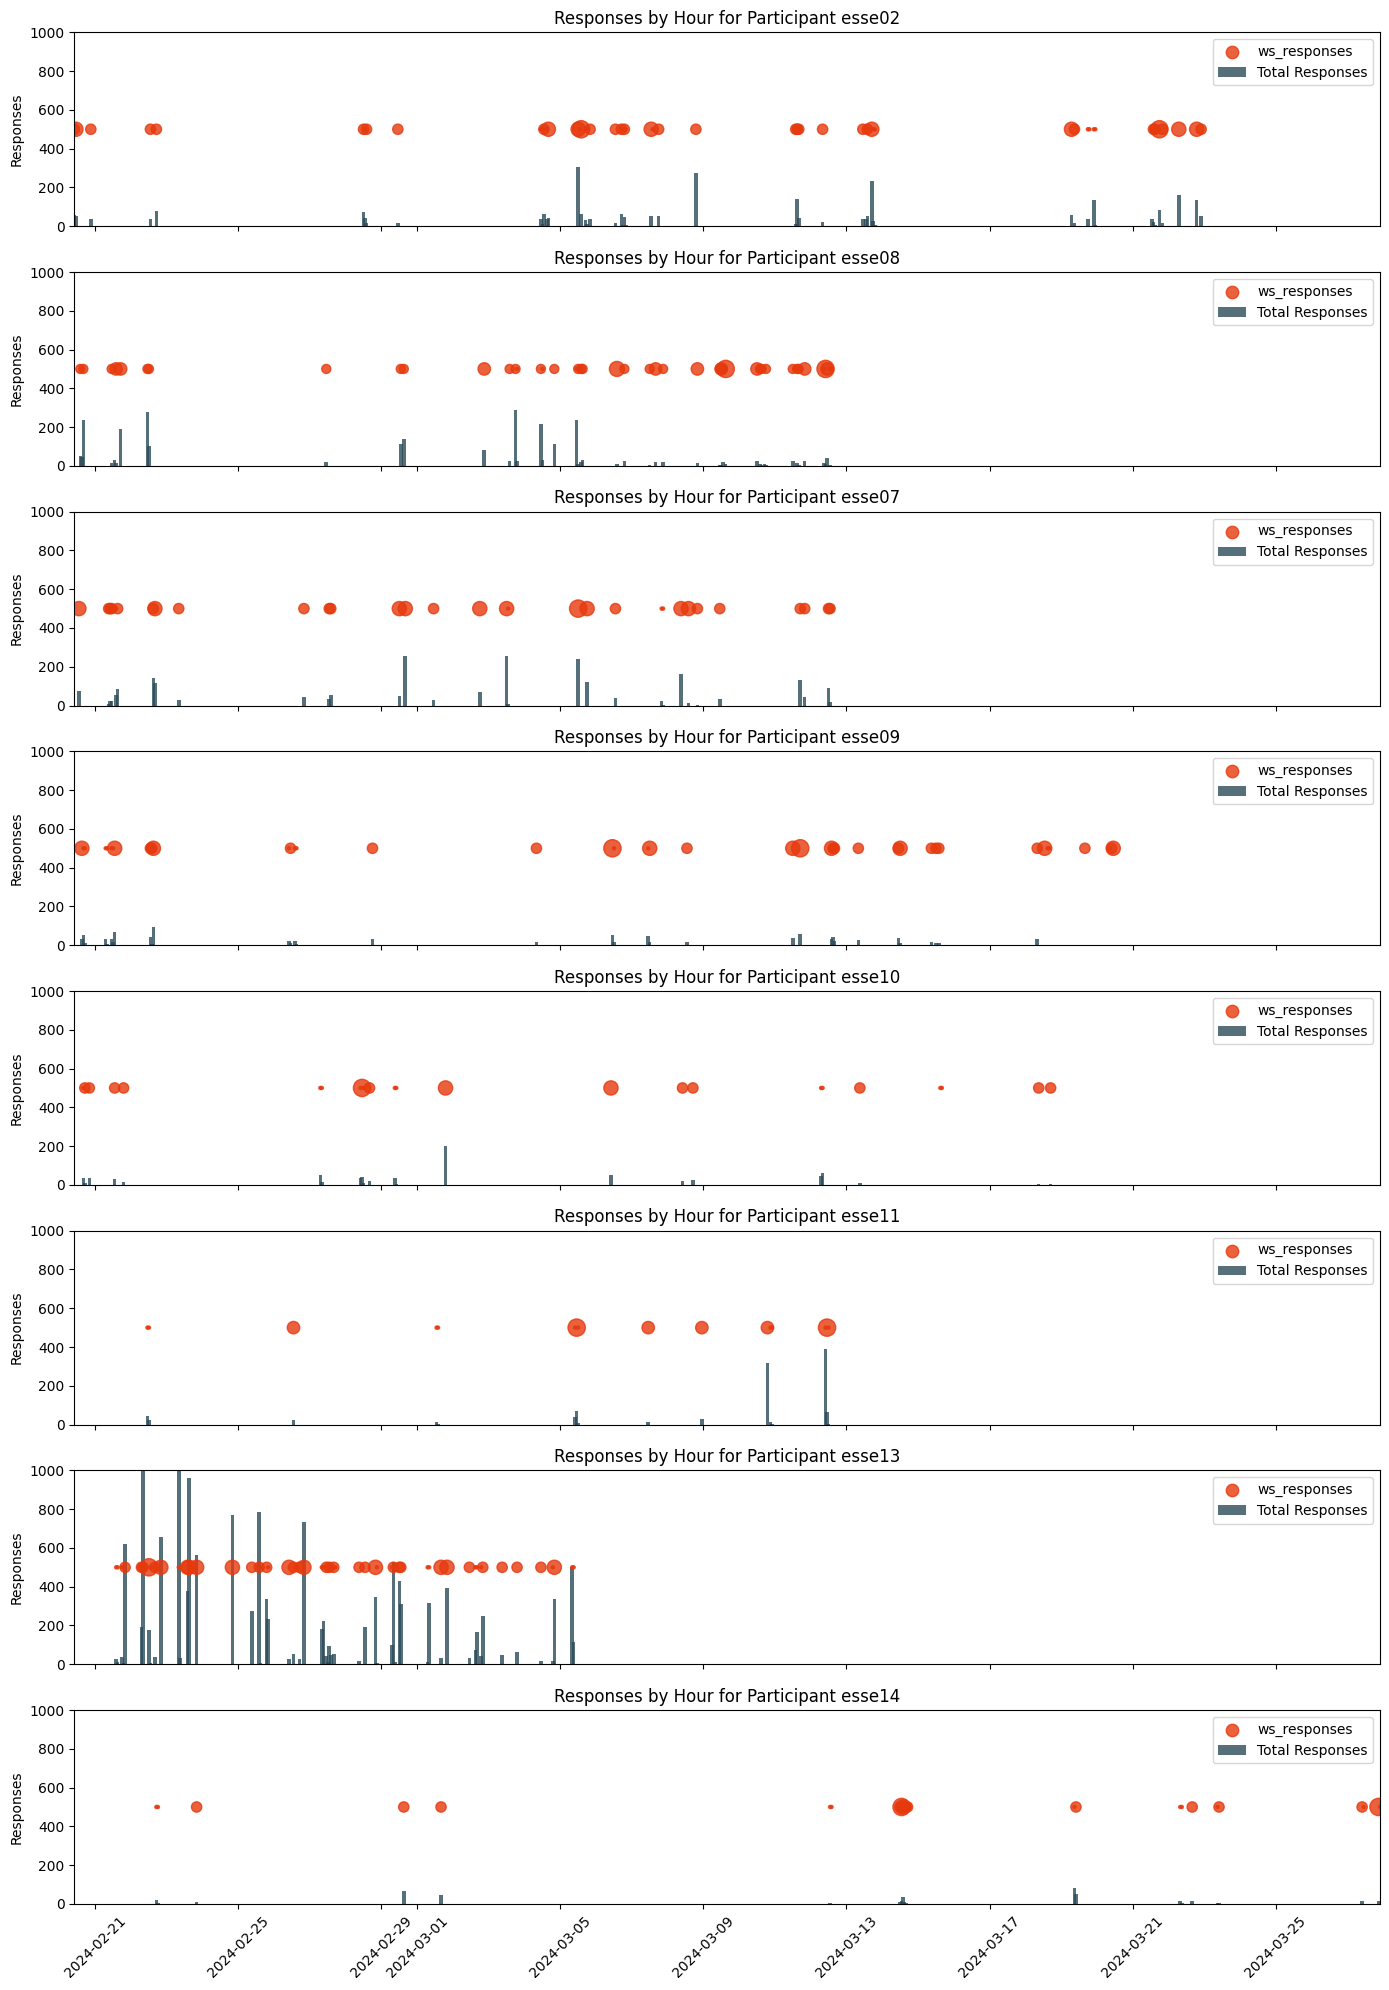 Responses by Hour for Participant esse02
1000
800
600
400
200
0
Responses
ws_responses
Total Responses
Responses by Hour for Participant esse08
1000
800
600
400
200
0
Responses
ws_responses
Total Responses
Responses by Hour for Participant esse07
1000
800
600
400
200
0
Responses
ws_responses
Total Responses
Responses by Hour for Participant esse09
1000
800
600
400
200
0
Responses
ws_responses
Total Responses
Responses by Hour for Participant esse10
1000
800
600
400
200
0
Responses
ws_responses
Total Responses
Responses by Hour for Participant esse11
1000
800
600
400
200
0
Responses
ws_responses
Total Responses
Responses by Hour for Participant esse13
1000
800
600
400
200
0
Responses
ws_responses
Total Responses
Responses by Hour for Participant esse14
1000
800
600
400
200
0
Responses
ws_responses
Total Responses
2024-02-21
2024-02-25
2024-02-29
2024-03-01
2024-03-05
2024-03-09
2024-03-13
2024-03-17
2024-03-21
2024-03-25